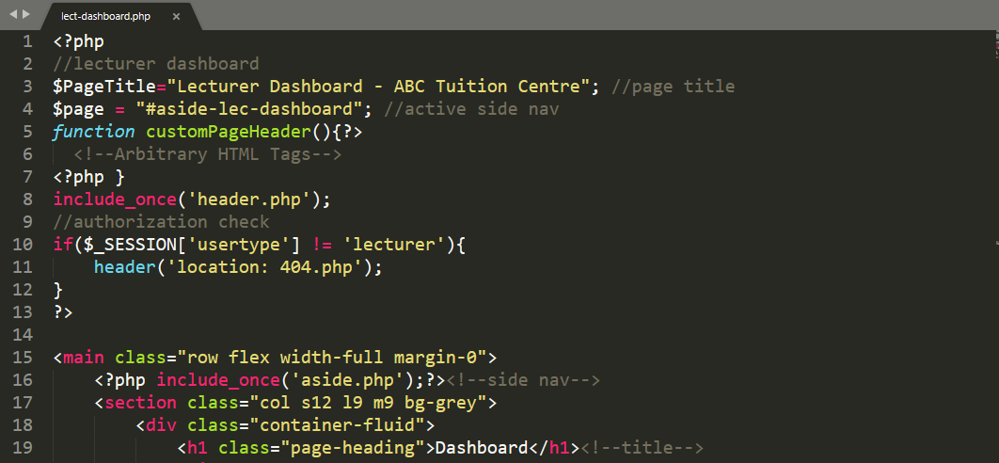 lect-dashboard.php ×
1 <?php
2 //lecturer dashboard
3 $PageTitle="Lecturer Dashboard - ABC Tuition Centre"; //page title
4 $page = "#aside-lec-dashboard"; //active side nav
5 function customPageHeader(){?>
6   <!--Arbitrary HTML Tags-->
7 <?php }
8 include_once('header.php');
9 //authorization check
10 if($_SESSION['usertype'] != 'lecturer'){
11     header('location: 404.php');
12 }
13 ?>
14
15 <main class="row flex width-full margin-0">
16     <?php include_once('aside.php');?><!--side nav-->
17     <section class="col s12 l9 m9 bg-grey">
18         <div class="container-fluid">
19             <h1 class="page-heading">Dashboard</h1><!--title-->